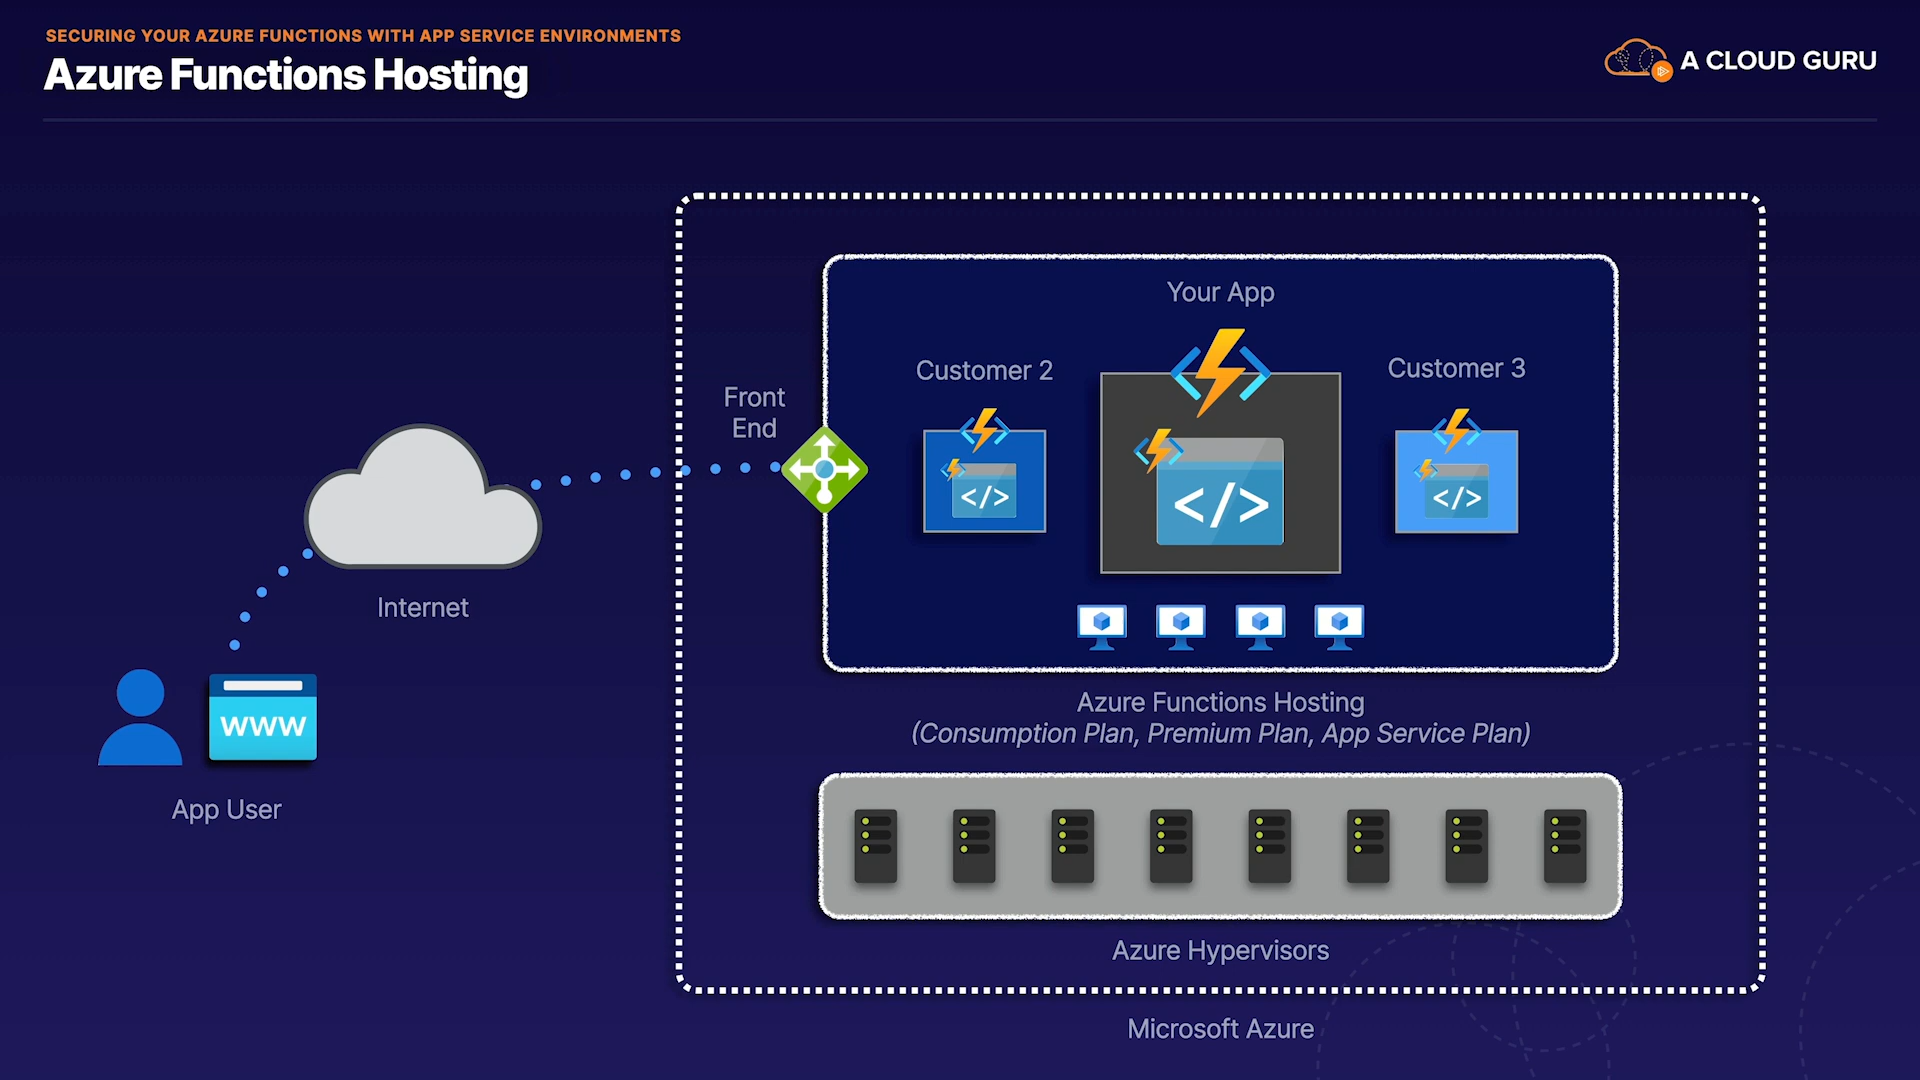 SECURING YOUR AZURE FUNCTIONS WITH APP SERVICE ENVIRONMENTS
Azure Functions Hosting
A CLOUD GURU
Your App
Customer 2
Customer 3
Front
End
</>
</>
</>
Internet
Azure Functions Hosting
(Consumption Plan, Premium Plan, App Service Plan)
www
App User
Azure Hypervisors
Microsoft Azure